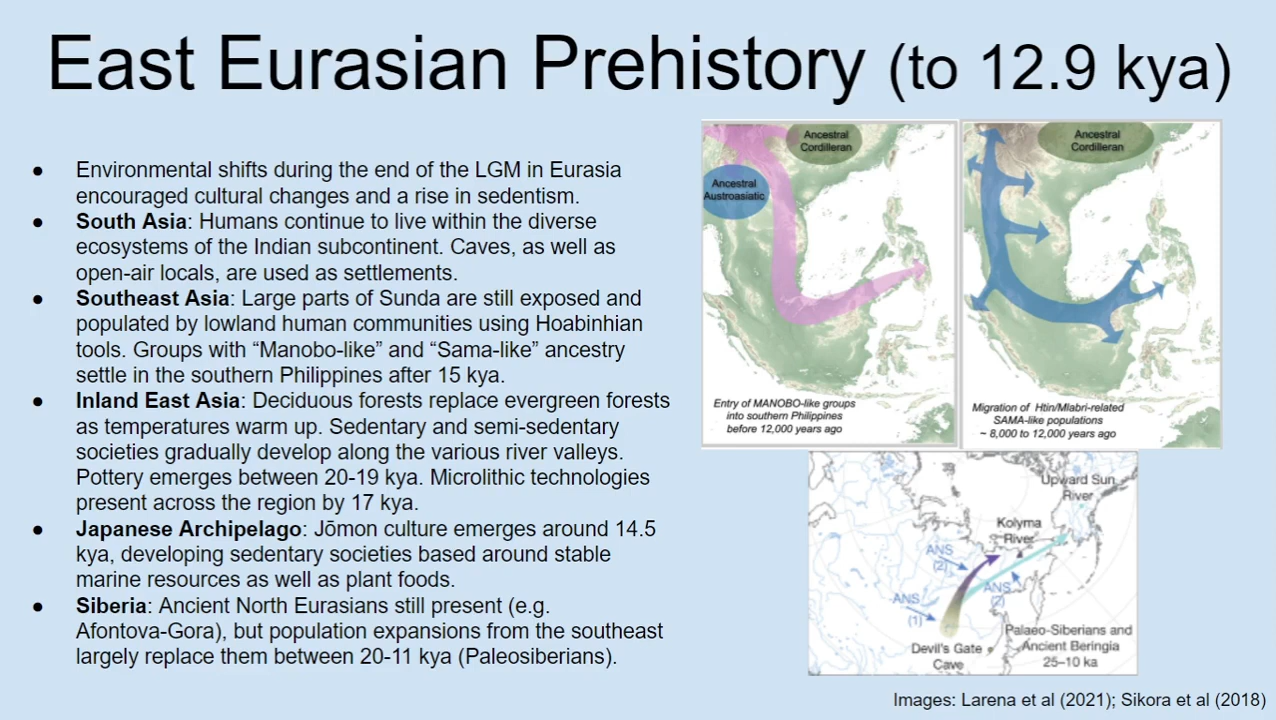 East Eurasian Prehistory (to 12.9 kya)
● Environmental shifts during the end of the LGM in Eurasia
encouraged cultural changes and a rise in sedentism.
● South Asia: Humans continue to live within the diverse
ecosystems of the Indian subcontinent. Caves, as well as
open-air locals, are used as settlements.
● Southeast Asia: Large parts of Sunda are still exposed and
populated by lowland human communities using Hoabinhian
tools. Groups with “Manobo-like” and “Sama-like” ancestry
settle in the southern Philippines after 15 kya.
● Inland East Asia: Deciduous forests replace evergreen forests
as temperatures warm up. Sedentary and semi-sedentary
societies gradually develop along the various river valleys.
Pottery emerges between 20-19 kya. Microlithic technologies
present across the region by 17 kya.
● Japanese Archipelago: Jōmon culture emerges around 14.5
kya, developing sedentary societies based around stable
marine resources as well as plant foods.
● Siberia: Ancient North Eurasians still present (e.g.
Afontova-Gora), but population expansions from the southeast
largely replace them between 20-11 kya (Paleosiberians).
Ancestral
Cordilleran
Ancestral
Austroasiatic
Entry of MANOBO-like groups
into southern Philippines
before 12,000 years ago
Ancestral
Cordilleran
Migration of Htin/Mlabri-related
SAMA-like populations
~ 8,000 to 12,000 years ago
Upward Sun
River
Kolyma
River
ANS
(2)
ANS
(2)
ANS
(1)
Devil's Gate
Cave
Palaeo-Siberians and
Ancient Beringia
25–10 ka
Images: Larena et al (2021); Sikora et al (2018)